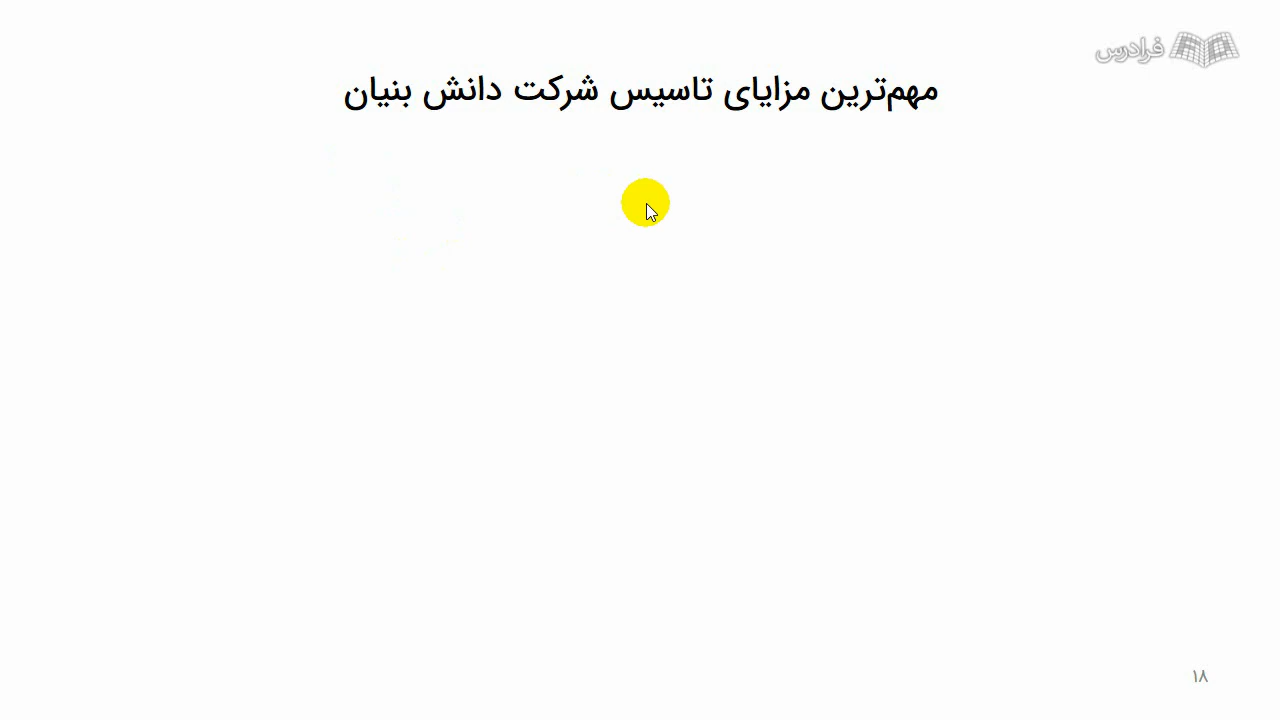 فرادرس
مهم‌ترین مزایای تاسیس شرکت دانش بنیان
۱۸